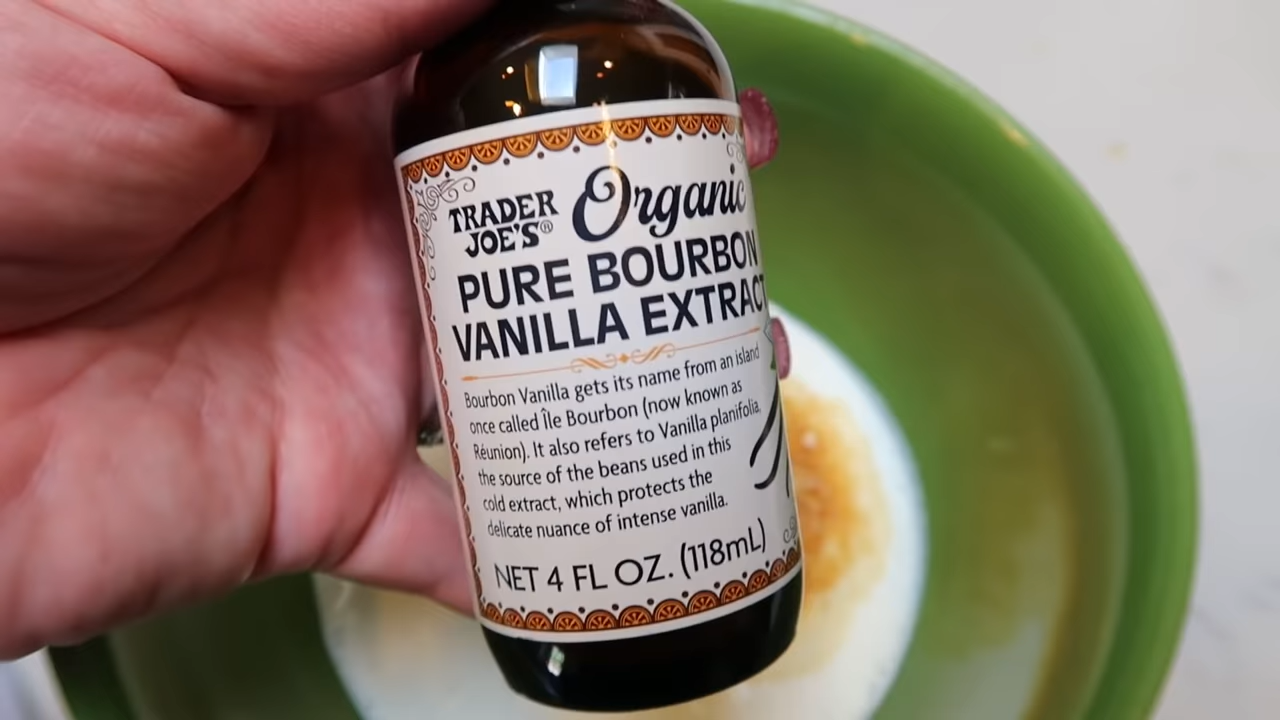 TRADER
JOE'S®
Organic
PURE BOURBON
VANILLA EXTRACT
Bourbon Vanilla gets its name from an island
once called Île Bourbon (now known as
Réunion). It also refers to Vanilla planifolia,
the source of the beans used in this
cold extract, which protects the
delicate nuance of intense vanilla.
NET 4 FL OZ. (118mL)